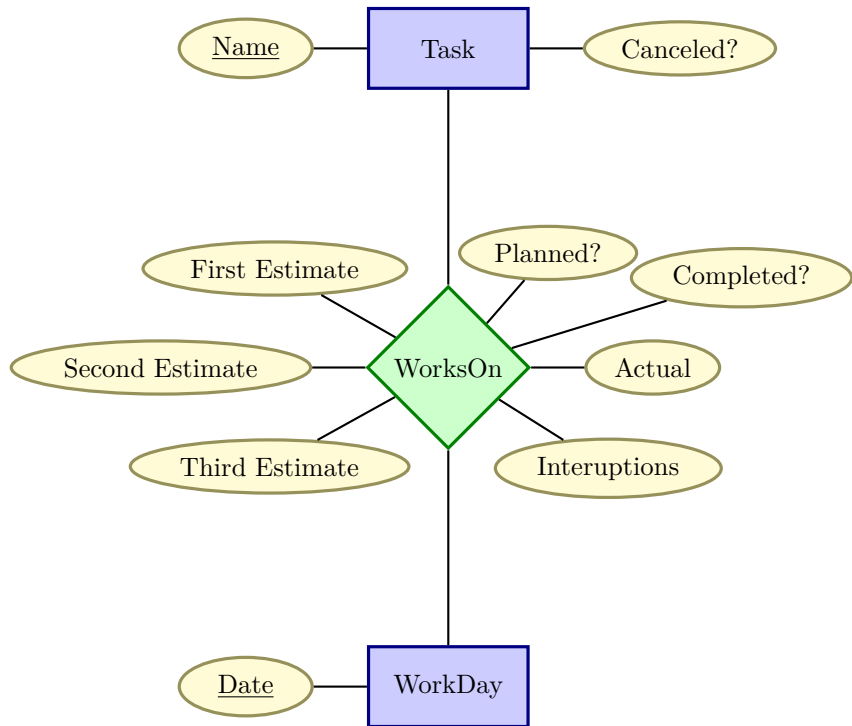 Name
Task
Canceled?
Planned?
First Estimate
Completed?
Second Estimate
WorksOn
Actual
Third Estimate
Interuptions
Date
WorkDay